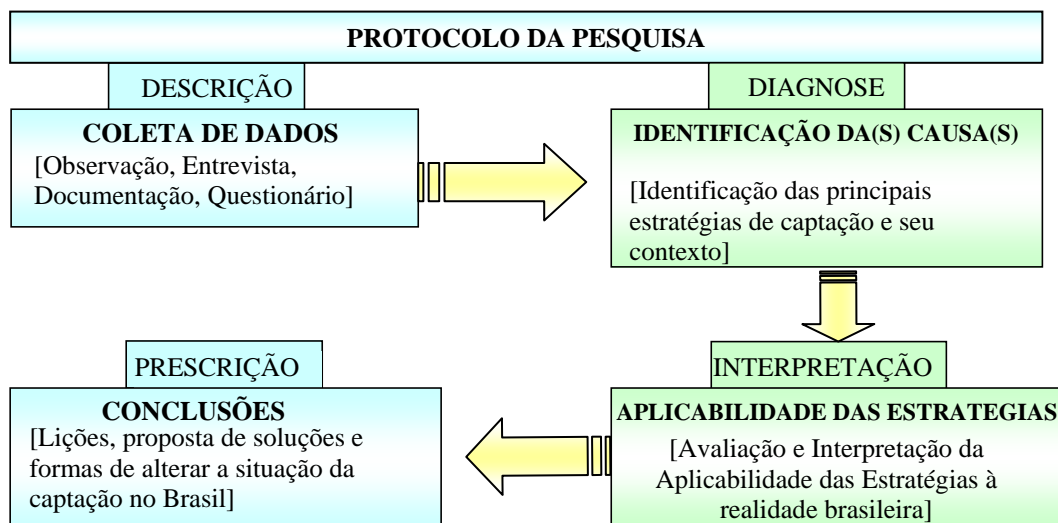 PROTOCOLO DA PESQUISA
DESCRIÇÃO
COLETA DE DADOS
[Observação, Entrevista,
Documentação, Questionário]
DIAGNOSE
IDENTIFICAÇÃO DA(S) CAUSA(S)
[Identificação das principais
estratégias de captação e seu
contexto]
INTERPRETAÇÃO
APLICABILIDADE DAS ESTRATEGIAS
[Avaliação e Interpretação da
Aplicabilidade das Estratégias à
realidade brasileira]
PRESCRIÇÃO
CONCLUSÕES
[Lições, proposta de soluções e
formas de alterar a situação da
captação no Brasil]